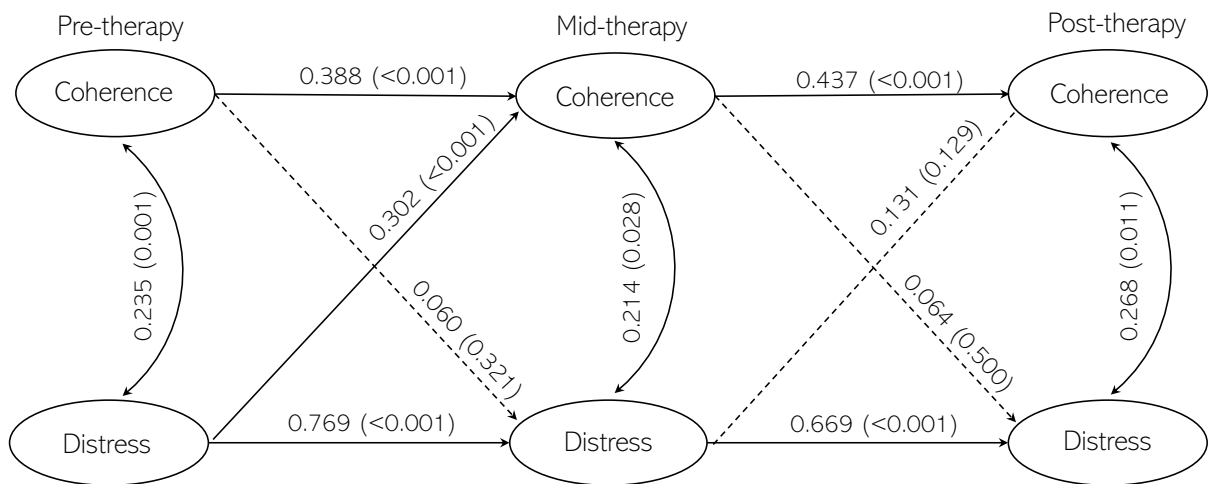 Pre-therapy
Mid-therapy
Post-therapy
Coherence
0.388 (<0.001)
Coherence
0.437 (<0.001)
Coherence
0.235 (0.001)
0.302 (<0.001)
0.060 (0.321)
0.214 (0.028)
0.131 (0.129)
0.064 (0.500)
0.268 (0.011)
Distress
0.769 (<0.001)
Distress
0.669 (<0.001)
Distress